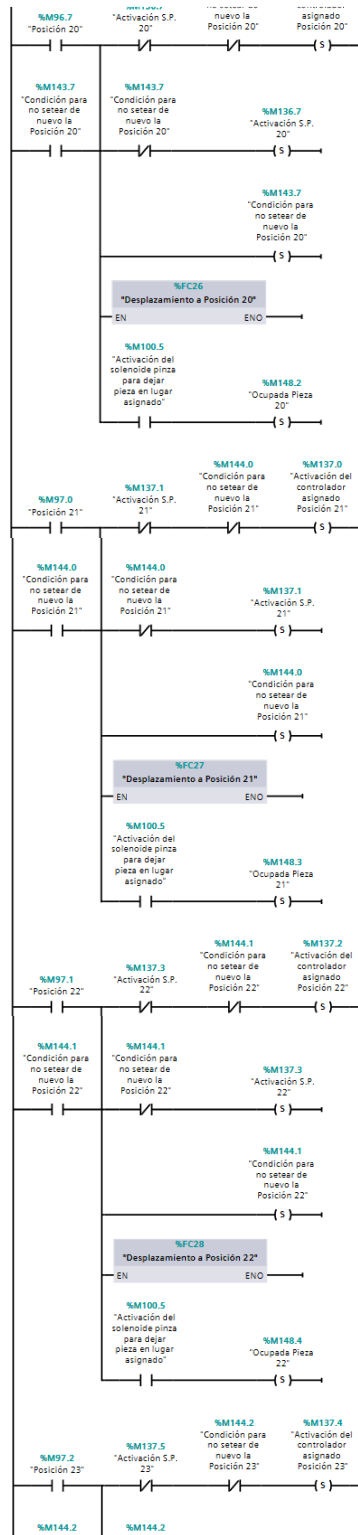 %M96.7
"Posición 20"
"Activación S.P.
20"
nuevo la
Posición 20"
asignado
Posición 20"
( S )
%M143.7
"Condición para
no setear de
nuevo la
Posición 20"
%M143.7
"Condición para
no setear de
nuevo la
Posición 20"
%M136.7
"Activación S.P.
20"
( S )
%M143.7
"Condición para
no setear de
nuevo la
Posición 20"
( S )
%FC26
"Desplazamiento a Posición 20"
EN ENO
%M100.5
"Activación del
solenoide pinza
para dejar
pieza en lugar
asignado"
%M148.2
"Ocupada Pieza
20"
( S )
%M97.0
"Posición 21"
%M137.1
"Activación S.P.
21"
%M144.0
"Condición para
no setear de
nuevo la
Posición 21"
%M137.0
"Activación del
controlador
asignado
Posición 21"
( S )
%M144.0
"Condición para
no setear de
nuevo la
Posición 21"
%M144.0
"Condición para
no setear de
nuevo la
Posición 21"
%M137.1
"Activación S.P.
21"
( S )
%M144.0
"Condición para
no setear de
nuevo la
Posición 21"
( S )
%FC27
"Desplazamiento a Posición 21"
EN ENO
%M100.5
"Activación del
solenoide pinza
para dejar
pieza en lugar
asignado"
%M148.3
"Ocupada Pieza
21"
( S )
%M97.1
"Posición 22"
%M137.3
"Activación S.P.
22"
%M144.1
"Condición para
no setear de
nuevo la
Posición 22"
%M137.2
"Activación del
controlador
asignado
Posición 22"
( S )
%M144.1
"Condición para
no setear de
nuevo la
Posición 22"
%M144.1
"Condición para
no setear de
nuevo la
Posición 22"
%M137.3
"Activación S.P.
22"
( S )
%M144.1
"Condición para
no setear de
nuevo la
Posición 22"
( S )
%FC28
"Desplazamiento a Posición 22"
EN ENO
%M100.5
"Activación del
solenoide pinza
para dejar
pieza en lugar
asignado"
%M148.4
"Ocupada Pieza
22"
( S )
%M97.2
"Posición 23"
%M137.5
"Activación S.P.
23"
%M144.2
"Condición para
no setear de
nuevo la
Posición 23"
%M137.4
"Activación del
controlador
asignado
Posición 23"
( S )
%M144.2
%M144.2